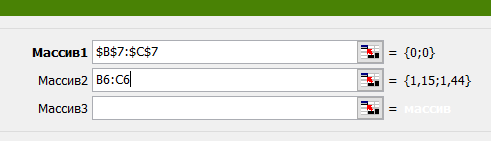 Массив1 $B$7:$C$7 = {0;0}
Массив2 B6:C6 = {1,15;1,44}
Массив3 = массив